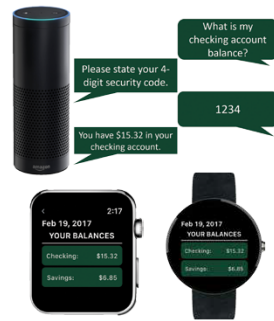 What is my
checking account
balance?
Please state your 4-
digit security code.
1234
You have $15.32 in your
checking account.
amazon
2:17
Feb 19, 2017
YOUR BALANCES
Checking: $15.32
Savings: $6.85
Feb 19, 2017
YOUR BALANCES
Checking: $15.32
Savings: $6.85